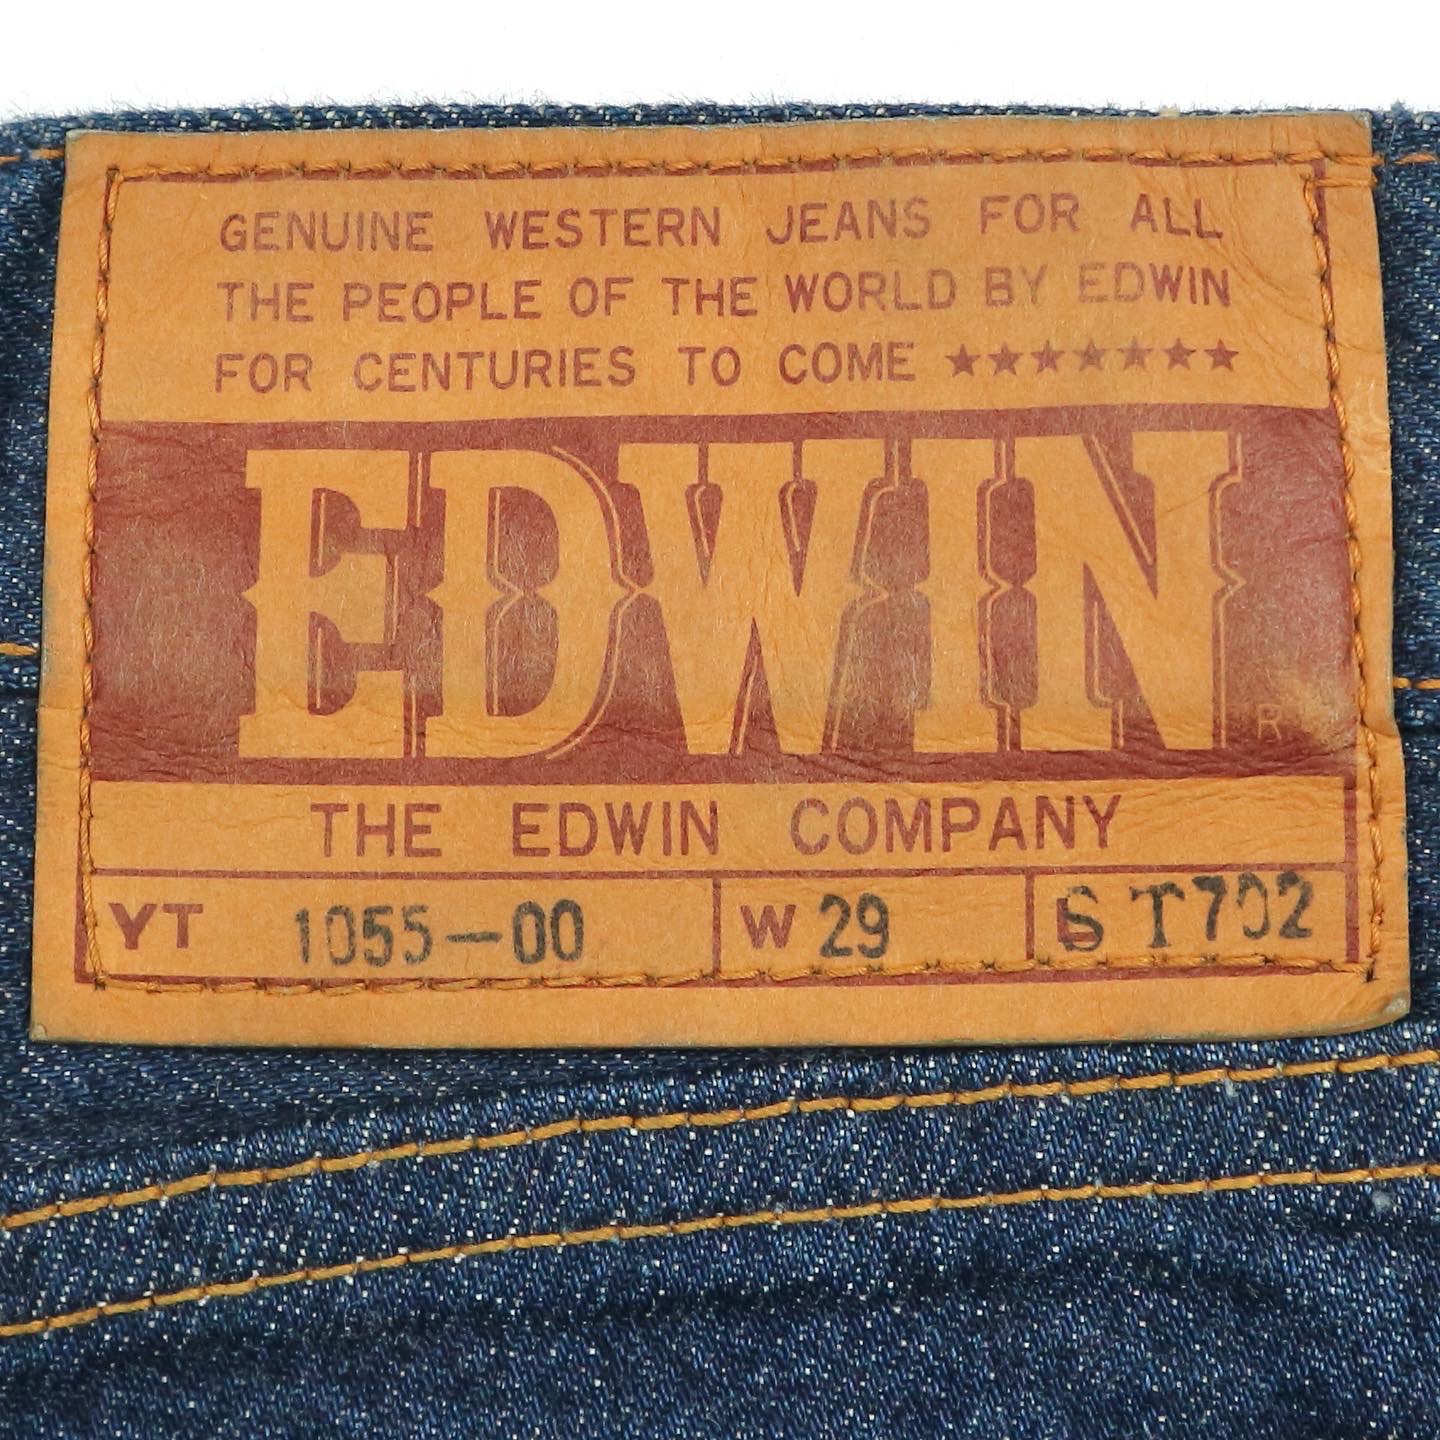 GENUINE WESTERN JEANS FOR ALL
THE PEOPLE OF THE WORLD BY EDWIN
FOR CENTURIES TO COME ★★★★★★★
EDWIN
R
THE EDWIN COMPANY
YT 1055-00 W 29 L ST702